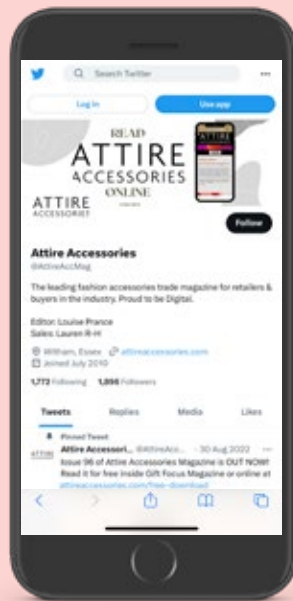 Search Twitter
Log in
Use app
READ
ATTIRE
ACCESSORIES
ONLINE
ATTIRE
ACCESSORIES
Follow
Attire Accessories
@AttireAccMag
The leading fashion accessories trade magazine for retailers &
buyers in the industry. Proud to be Digital.
Editor: Louise Prance
Sales: Lauren R-H
Witham, Essex attireaccessories.com
Joined July 2010
1,772 Following 1,898 Followers
Tweets Replies Media Likes
Pinned Tweet
Attire Accessori... @AttireAcc... · 30 Aug 2022
Issue 96 of Attire Accessories Magazine is OUT NOW!
Read it for free inside Gift Focus Magazine or online at
attireaccessories.com/free-download